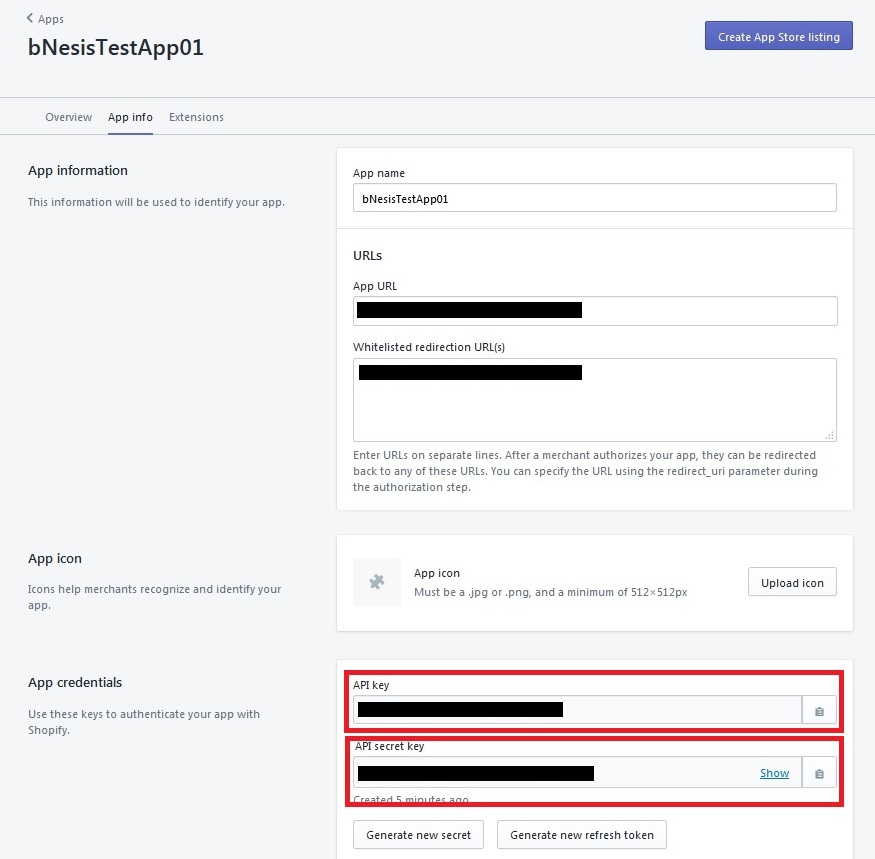 Apps
bNesisTestApp01
Create App Store listing
Overview App info Extensions
App information
This information will be used to identify your app.
App name
bNesisTestApp01
URLs
App URL
Whitelisted redirection URL(s)
Enter URLs on separate lines. After a merchant authorizes your app, they can be redirected
back to any of these URLs. You can specify the URL using the redirect_uri parameter during
the authorization step.
App icon
Icons help merchants recognize and identify your
app.
App icon
Must be a .jpg or .png, and a minimum of 512×512px
Upload icon
App credentials
Use these keys to authenticate your app with
Shopify.
API key
API secret key
Show
Created 5 minutes ago
Generate new secret
Generate new refresh token